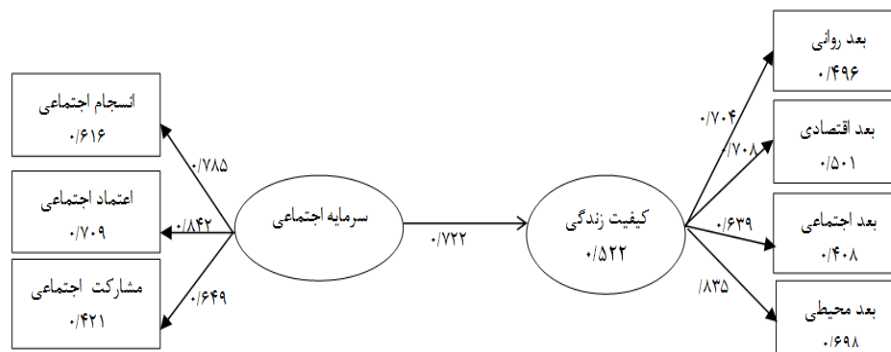 بعد روانی
۰/۴۹۶
بعد اقتصادی
۰/۵۰۱
بعد اجتماعی
۰/۴۰۸
بعد محیطی
۰/۶۹۸
۰/۷۰۴
۰/۷۰۸
۰/۶۳۹
/۸۳۵
کیفیت زندگی
۰/۵۲۲
۰/۷۲۲
سرمایه اجتماعی
۰/۷۸۵
۰/۸۴۲
۰/۶۴۹
انسجام اجتماعی
۰/۶۱۶
اعتماد اجتماعی
۰/۷۰۹
مشارکت اجتماعی
۰/۴۲۱